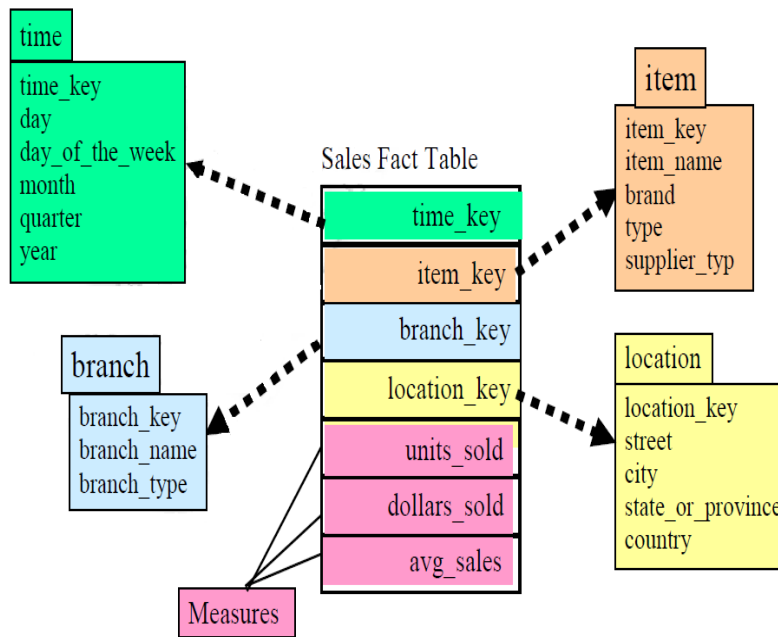 time
time_key
day
day_of_the_week
month
quarter
year
item
item_key
item_name
brand
type
supplier_typ
Sales Fact Table
time_key
item_key
branch_key
location_key
units_sold
dollars_sold
avg_sales
branch
branch_key
branch_name
branch_type
location
location_key
street
city
state_or_province
country
Measures